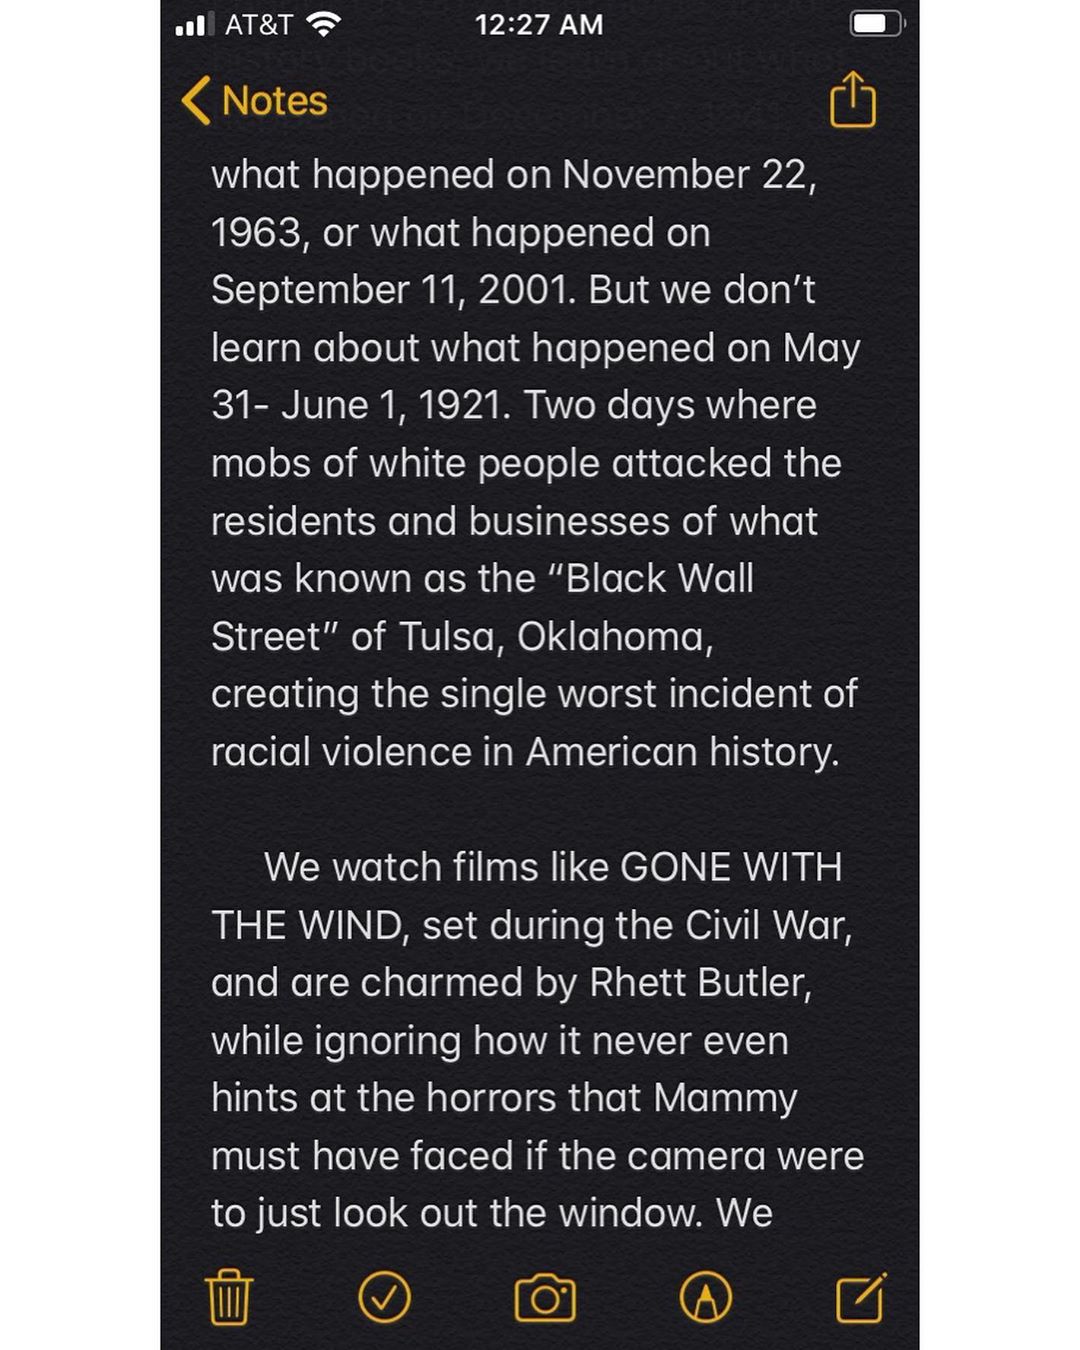 AT&T 12:27 AM
Notes
what happened on November 22,
1963, or what happened on
September 11, 2001. But we don’t
learn about what happened on May
31- June 1, 1921. Two days where
mobs of white people attacked the
residents and businesses of what
was known as the “Black Wall
Street” of Tulsa, Oklahoma,
creating the single worst incident of
racial violence in American history.
We watch films like GONE WITH
THE WIND, set during the Civil War,
and are charmed by Rhett Butler,
while ignoring how it never even
hints at the horrors that Mammy
must have faced if the camera were
to just look out the window. We